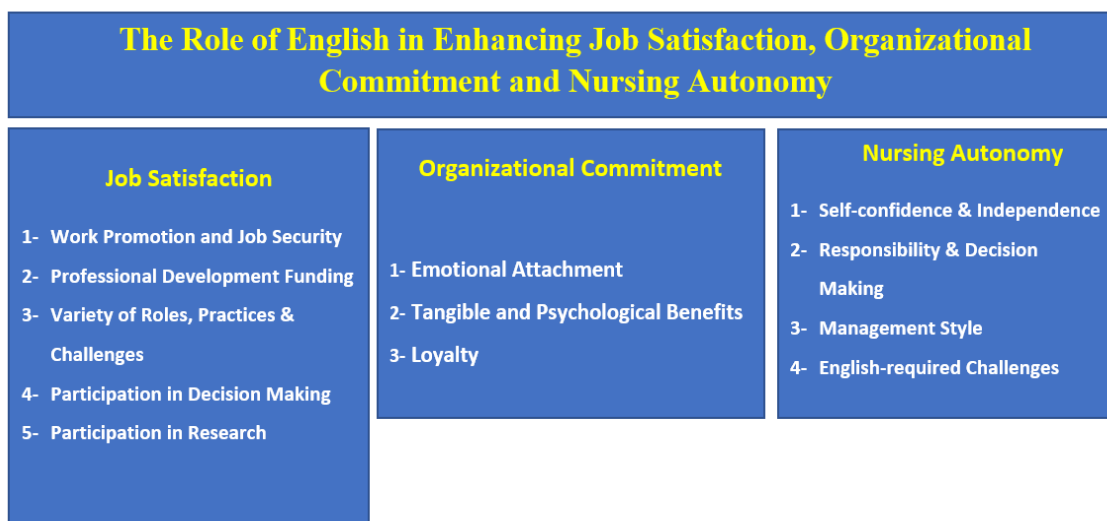 The Role of English in Enhancing Job Satisfaction, Organizational
Commitment and Nursing Autonomy
Job Satisfaction
1- Work Promotion and Job Security
2- Professional Development Funding
3- Variety of Roles, Practices &
Challenges
4- Participation in Decision Making
5- Participation in Research
Organizational Commitment
1- Emotional Attachment
2- Tangible and Psychological Benefits
3- Loyalty
Nursing Autonomy
1- Self-confidence & Independence
2- Responsibility & Decision
Making
3- Management Style
4- English-required Challenges